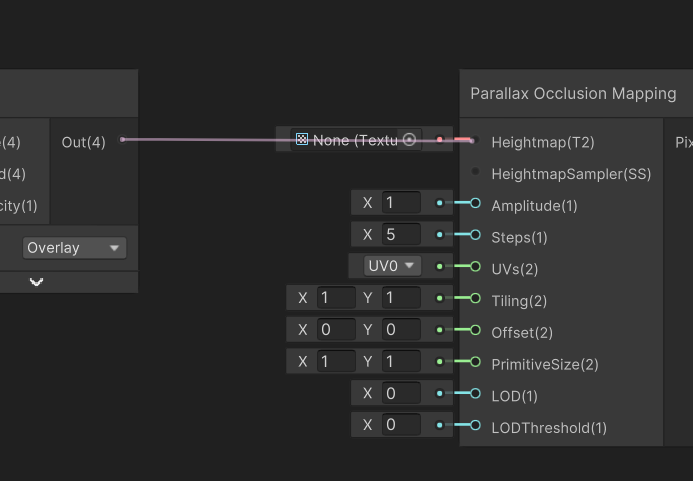 Parallax Occlusion Mapping
(4)
Out(4)
None (Textu
Heightmap(T2)
Pix
d(4)
HeightmapSampler(SS)
city(1)
X 1
Amplitude(1)
X 5
Steps(1)
Overlay
UV0
UVs(2)
X 1 Y 1
Tiling(2)
X 0 Y 0
Offset(2)
X 1 Y 1
PrimitiveSize(2)
X 0
LOD(1)
X 0
LODThreshold(1)